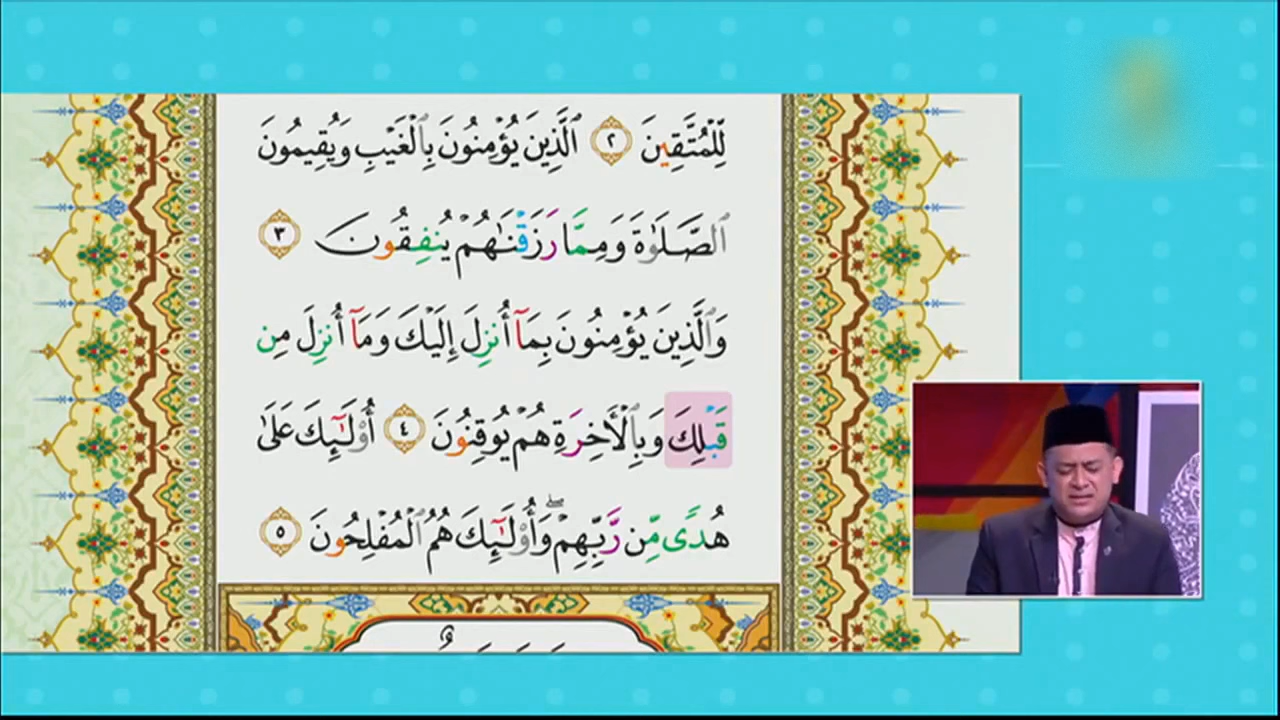 لِّلْمُتَّقِينَ ٢ ٱلَّذِينَ يُؤْمِنُونَ بِٱلْغَيْبِ وَيُقِيمُونَ
ٱلصَّلَوٰةَ وَمِمَّا رَزَقْنَـٰهُمْ يُنفِقُونَ ٣
وَٱلَّذِينَ يُؤْمِنُونَ بِمَآ أُنزِلَ إِلَيْكَ وَمَآ أُنزِلَ مِن
قَبْلِكَ وَبِٱلْأَخِرَةِ هُمْ يُوقِنُونَ ٤ أُو۟لَـٰٓئِكَ عَلَىٰ
هُدًى مِّن رَّبِّهِمْ ۖ وَأُو۟لَـٰٓئِكَ هُمُ ٱلْمُفْلِحُونَ ٥